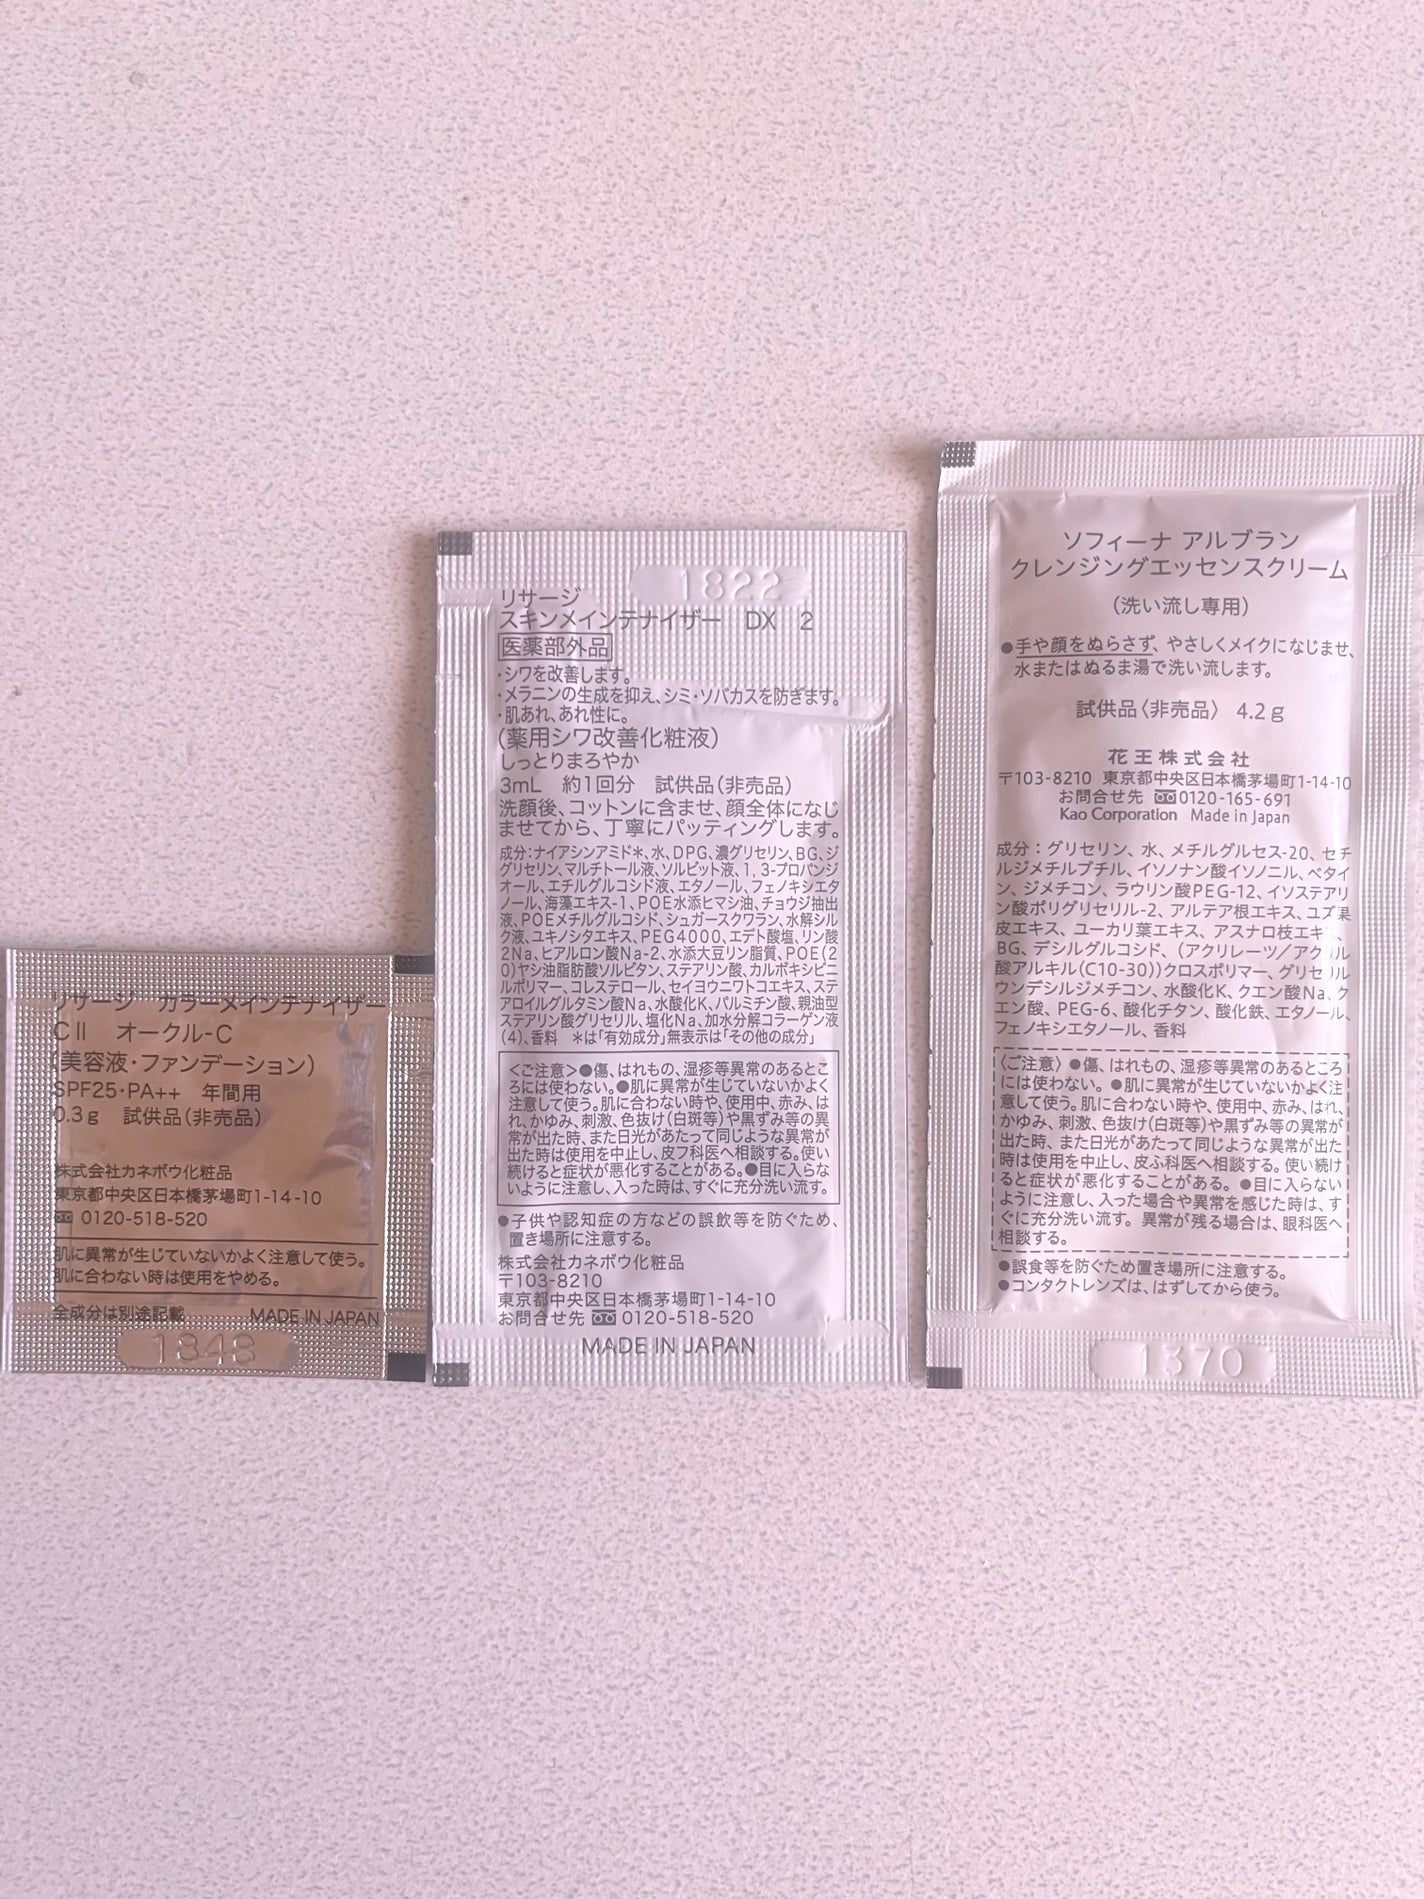 リサージ カラーメインテナイザー
CⅡ オークル-C
(美容液・ファンデーション)
SPF25・PA++ 年間用
0.3g 試供品(非売品)
株式会社カネボウ化粧品
東京都中央区日本橋茅場町1-14-10
0120-518-520
肌に異常が生じていないかよく注意して使う。
肌に合わない時は使用をやめる。
全成分は別途記載 MADE IN JAPAN
1848
1822
リサージ
スキンメインテナイザー DX 2
医薬部外品
・シワを改善します。
・メラニンの生成を抑え、シミ・ソバカスを防ぎます。
・肌あれ、あれ性に。
(薬用シワ改善化粧液)
しっとりまろやか
3mL 約1回分 試供品(非売品)
洗顔後、コットンに含ませ、顔全体になじ
ませてから、丁寧にパッティングします。
成分:ナイアシンアミド*、水、DPG、濃グリセリン、BG、ジ
グリセリン、マルチトール液、ソルビット液、1,3-プロパンジ
オール、エチルグルコシド液、エタノール、フェノキシエタ
ノール、海藻エキス-1、POE水添ヒマシ油、チョウジ抽出
液、POEメチルグルコシド、シュガースクワラン、水解シル
ク液、ユキノシタエキス、PEG4000、エデト酸塩、リン酸
2Na、ヒアルロン酸Na-2、水添大豆リン脂質、POE(2
0)ヤシ油脂肪酸ソルビタン、ステアリン酸、カルボキシビニ
ルポリマー、コレステロール、セイヨウニワトコエキス、ステ
アロイルグルタミン酸Na、水酸化K、パルミチン酸、親油型
ステアリン酸グリセリル、塩化Na、加水分解コラーゲン液
(4)、香料 *は「有効成分」無表示は「その他の成分」
<ご注意>●傷、はれもの、湿疹等異常のあるとこ
ろには使わない。●肌に異常が生じていないかよく
注意して使う。肌に合わない時や、使用中、赤み、は
れ、かゆみ、刺激、色抜け(白斑等)や黒ずみ等の異
常が出た時、また日光があたって同じような異常が
出た時は使用を中止し、皮フ科医へ相談する。使い
続けると症状が悪化することがある。●目に入らな
いように注意し、入った時は、すぐに充分洗い流す。
●子供や認知症の方などの誤飲等を防ぐため、
置き場所に注意する。
株式会社カネボウ化粧品
〒103-8210
東京都中央区日本橋茅場町1-14-10
お問合せ先 0120-518-520
MADE IN JAPAN
ソフィーナ アルブラン
クレンジングエッセンスクリーム
(洗い流し専用)
●手や顔をぬらさず、やさしくメイクになじませ、
水またはぬるま湯で洗い流します。
試供品〈非売品〉 4.2g
花王株式会社
〒103-8210 東京都中央区日本橋茅場町1-14-10
お問合せ先 0120-165-691
Kao Corporation Made in Japan
成分:グリセリン、水、メチルグルセス-20、セチ
ルジメチルブチル、イソノナン酸イソノニル、ベタイ
ン、ジメチコン、ラウリン酸PEG-12、イソステアリ
ン酸ポリグリセリル-2、アルテア根エキス、ユズ果
皮エキス、ユーカリ葉エキス、アスナロ枝エキス、
BG、デシルグルコシド、(アクリレーツ/アクリル
酸アルキル(C10-30))クロスポリマー、グリセリル
ウンデシルジメチコン、水酸化K、クエン酸Na、ク
エン酸、PEG-6、酸化チタン、酸化鉄、エタノール、
フェノキシエタノール、香料
〈ご注意〉●傷、はれもの、湿疹等異常のあるところ
には使わない。●肌に異常が生じていないかよく注
意して使う。肌に合わない時や、使用中、赤み、はれ、
かゆみ、刺激、色抜け(白斑等)や黒ずみ等の異常が
出た時、また日光があたって同じような異常が出た
時は使用を中止し、皮ふ科医へ相談する。使い続け
ると症状が悪化することがある。●目に入らない
ように注意し、入った場合や異常を感じた時は、す
ぐに充分洗い流す。異常が残る場合は、眼科医へ
相談する。
●誤食等を防ぐため置き場所に注意する。
●コンタクトレンズは、はずしてから使う。
1370